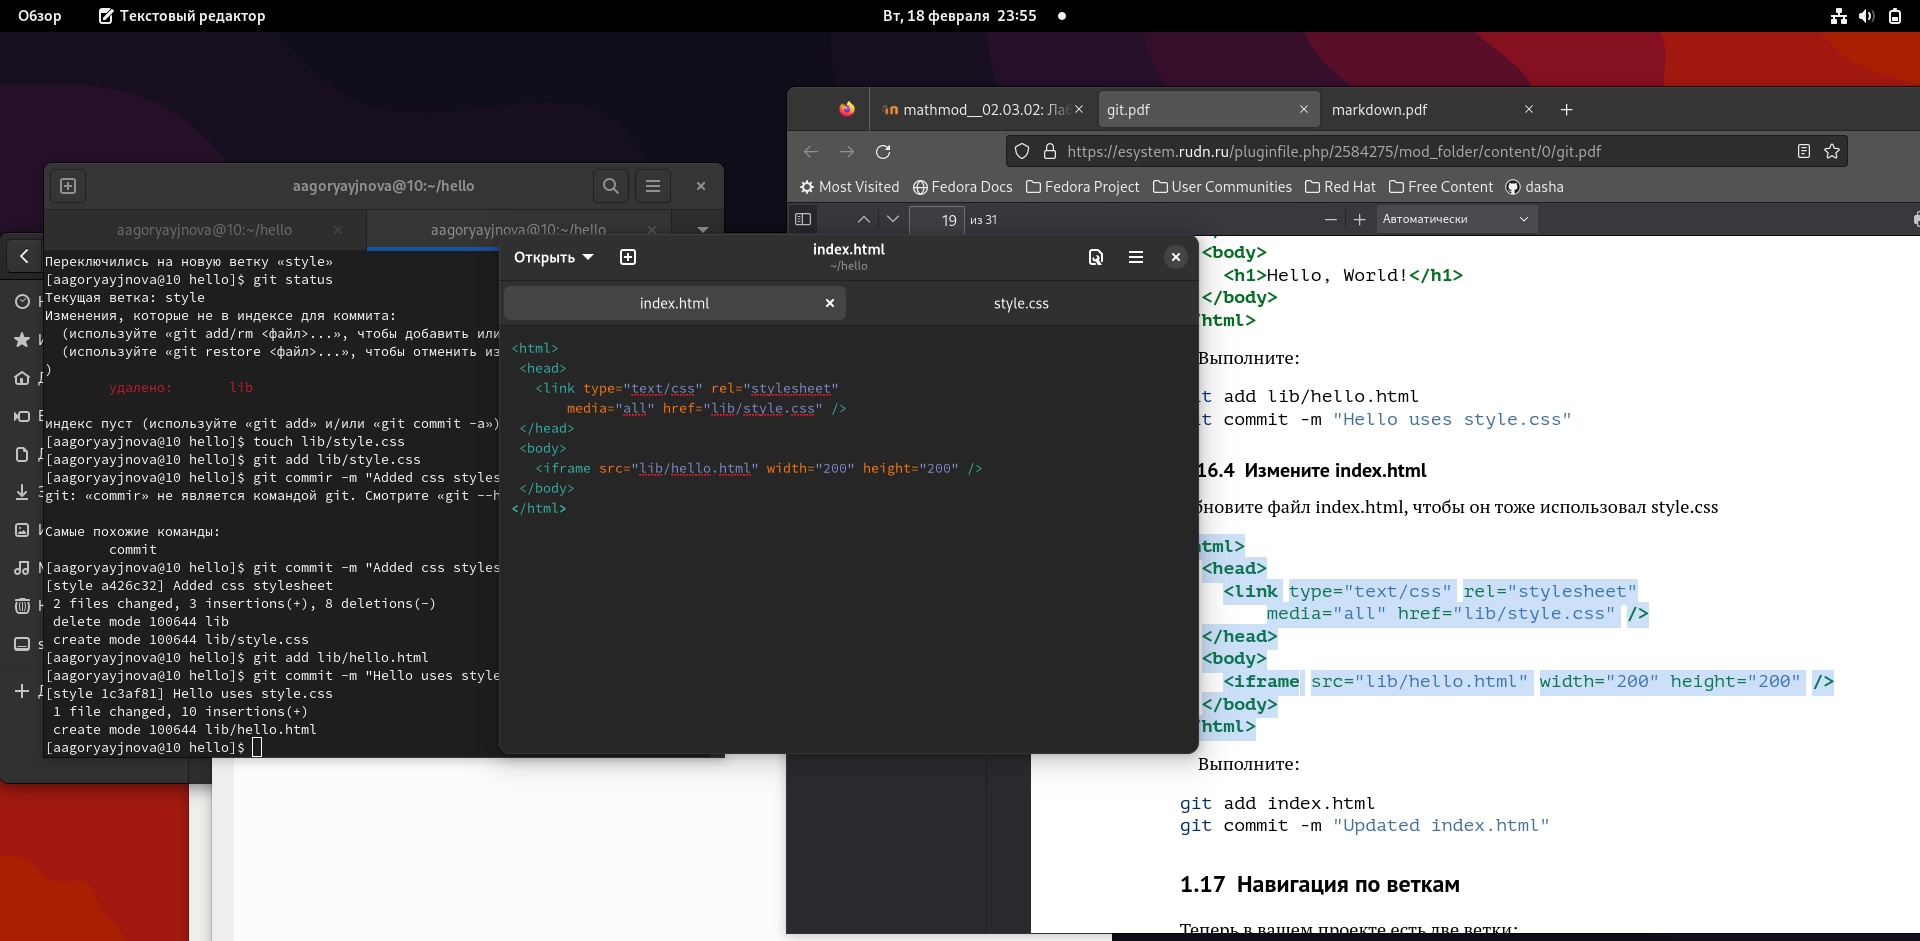 Обзор
Текстовый редактор
Вт, 18 февраля 23:55
mathmod__02.03.02: Лаб
git.pdf
markdown.pdf
https://esystem.rudn.ru/pluginfile.php/2584275/mod_folder/content/0/git.pdf
Most Visited
Fedora Docs
Fedora Project
User Communities
Red Hat
Free Content
dasha
19 из 31
Автоматически
aagoryayjnova@10:~/hello
aagoryayjnova@10:~/hello
aagoryayjnova@10:~/hello
Переключились на новую ветку «style»
[aagoryayjnova@10 hello]$ git status
Текущая ветка: style
Изменения, которые не в индексе для коммита:
(используйте «git add/rm <файл>...», чтобы добавить или
(используйте «git restore <файл>...», чтобы отменить из
)
удалено: lib
индекс пуст (используйте «git add» и/или «git commit -a»)
[aagoryayjnova@10 hello]$ touch lib/style.css
[aagoryayjnova@10 hello]$ git add lib/style.css
[aagoryayjnova@10 hello]$ git commir -m "Added css styles
git: «commir» не является командой git. Смотрите «git --h
Самые похожие команды:
commit
[aagoryayjnova@10 hello]$ git commit -m "Added css styles
[style a426c32] Added css stylesheet
2 files changed, 3 insertions(+), 8 deletions(-)
delete mode 100644 lib
create mode 100644 lib/style.css
[aagoryayjnova@10 hello]$ git add lib/hello.html
[aagoryayjnova@10 hello]$ git commit -m "Hello uses style
[style 1c3af81] Hello uses style.css
1 file changed, 10 insertions(+)
create mode 100644 lib/hello.html
[aagoryayjnova@10 hello]$
Открыть
index.html
~/hello
index.html
style.css
<html>
<head>
<link type="text/css" rel="stylesheet"
media="all" href="lib/style.css" />
</head>
<body>
<iframe src="lib/hello.html" width="200" height="200" />
</body>
</html>
<body>
<h1>Hello, World!</h1>
</body>
html>
Выполните:
it add lib/hello.html
it commit -m "Hello uses style.css"
16.4 Измените index.html
бновите файл index.html, чтобы он тоже использовал style.css
tml>
<head>
<link type="text/css" rel="stylesheet"
media="all" href="lib/style.css" />
</head>
<body>
<iframe src="lib/hello.html" width="200" height="200" />
</body>
html>
Выполните:
git add index.html
git commit -m "Updated index.html"
1.17 Навигация по веткам
Теперь в вашем проекте есть две ветки: